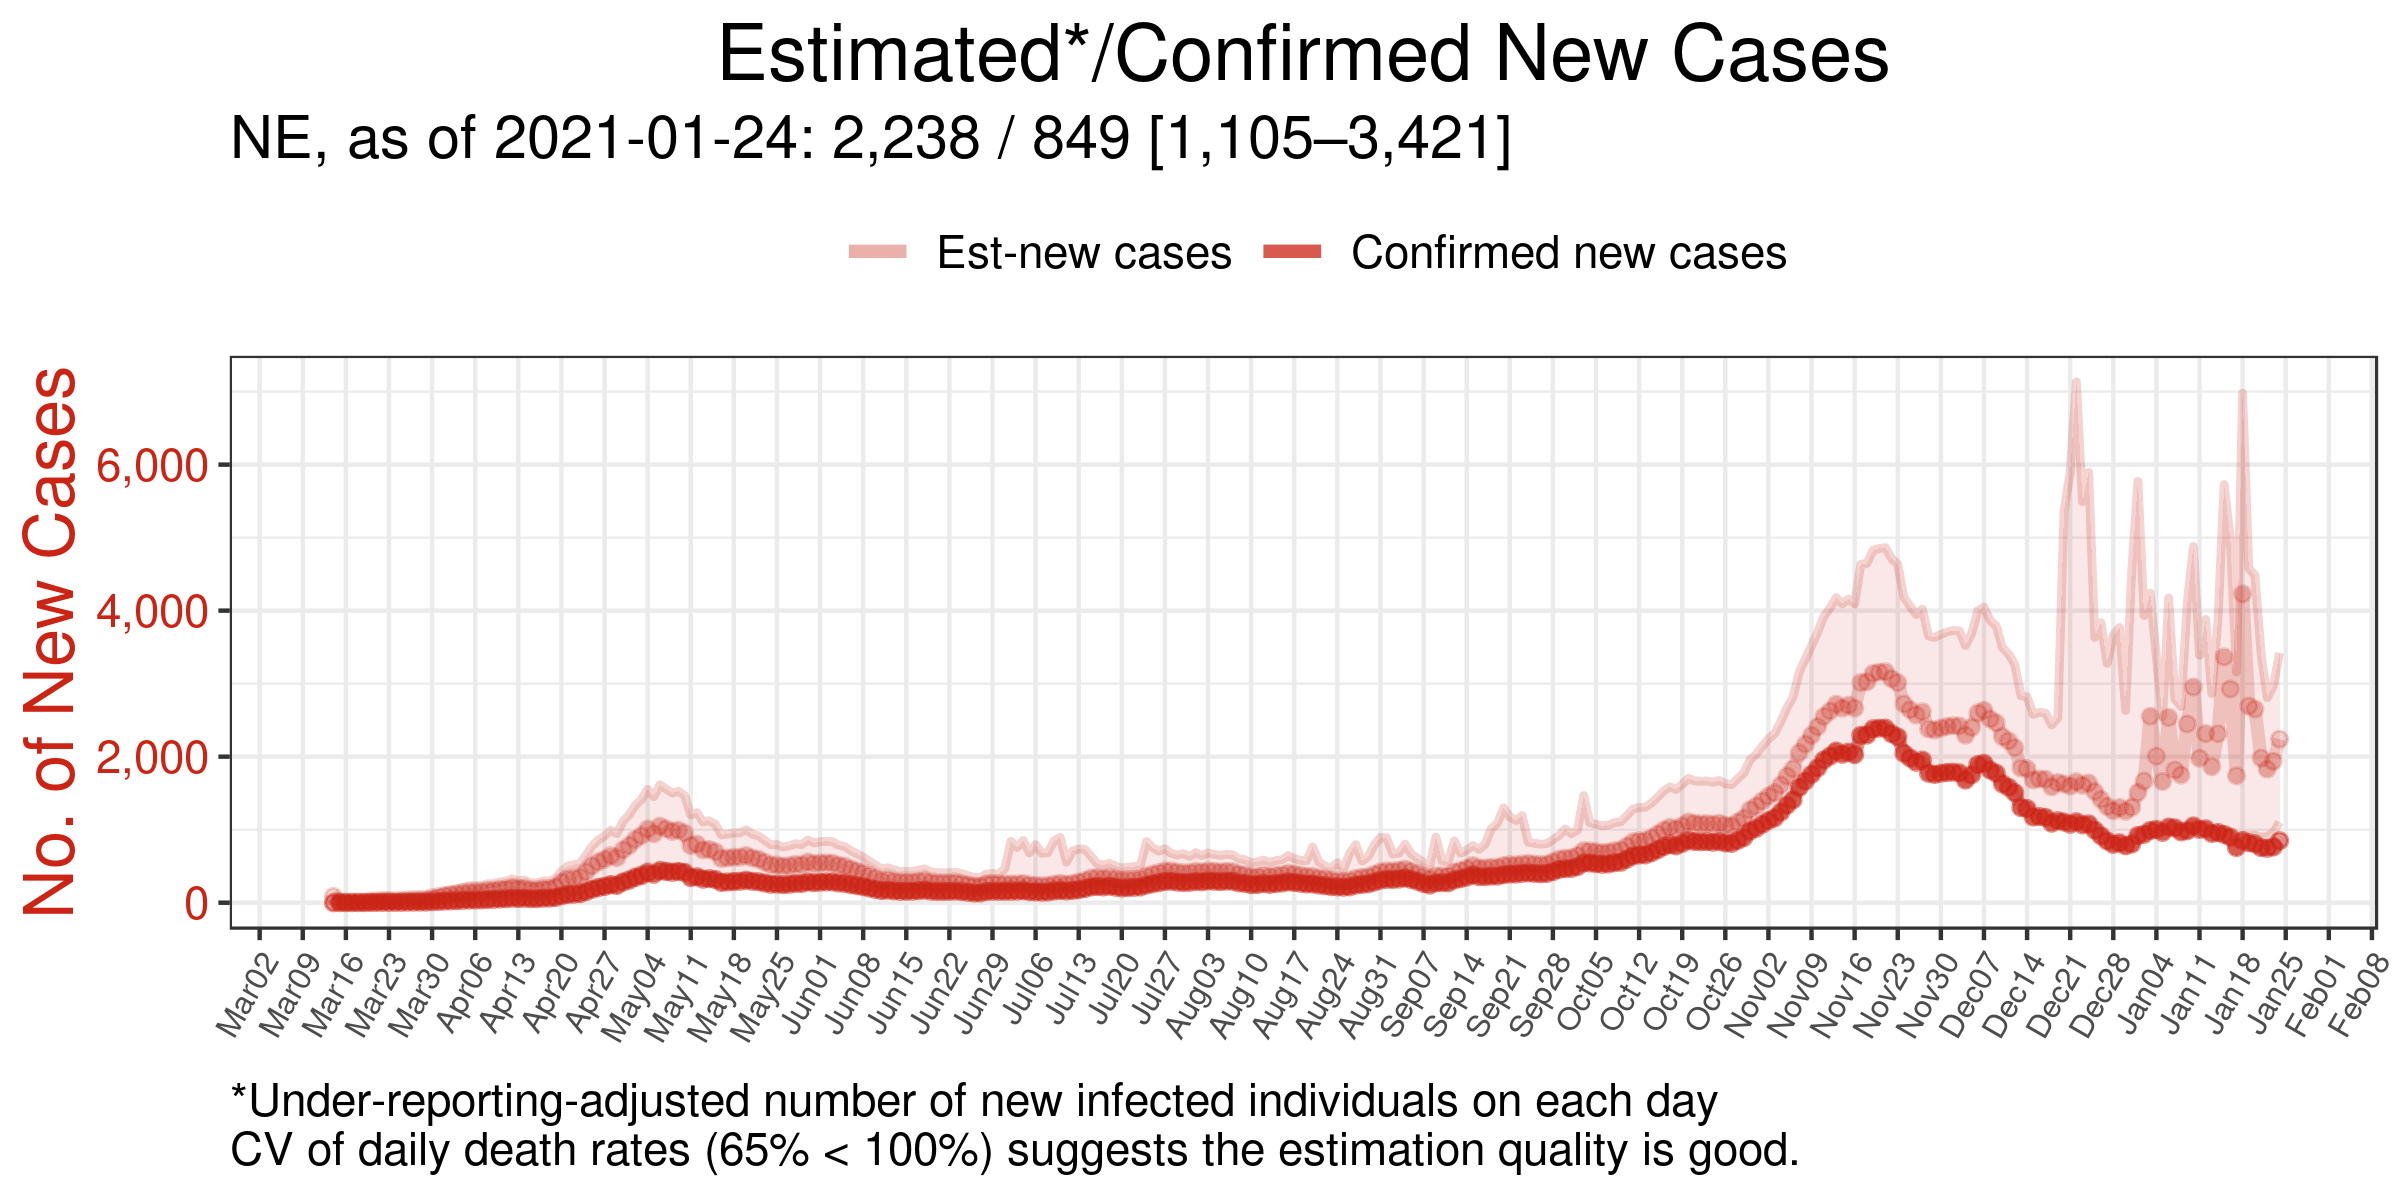 Estimated*/Confirmed New Cases
NE, as of 2021-01-24: 2,238 / 849 [1,105–3,421]
Est-new cases Confirmed new cases
No. of New Cases
6,000
4,000
2,000
0
Mar02 Mar09 Mar16 Mar23 Mar30 Apr06 Apr13 Apr20 Apr27 May04 May11 May18 May25 Jun01 Jun08 Jun15 Jun22 Jun29 Jul06 Jul13 Jul20 Jul27 Aug03 Aug10 Aug17 Aug24 Aug31 Sep07 Sep14 Sep21 Sep28 Oct05 Oct12 Oct19 Oct26 Nov02 Nov09 Nov16 Nov23 Nov30 Dec07 Dec14 Dec21 Dec28 Jan04 Jan11 Jan18 Jan25 Feb01 Feb08
*Under-reporting-adjusted number of new infected individuals on each day
CV of daily death rates (65% < 100%) suggests the estimation quality is good.